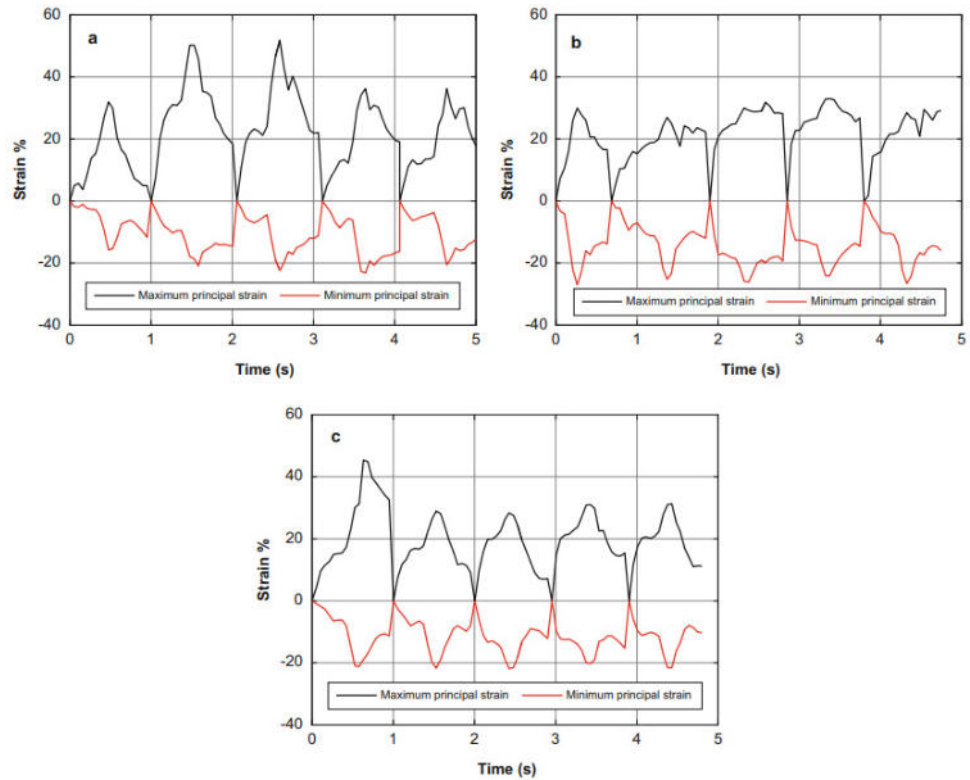 a
60
40
20
0
-20
-40
Strain %
Maximum principal strain
Minimum principal strain
0 1 2 3 4 5
Time (s)
b
60
40
20
0
-20
-40
Strain %
Maximum principal strain
Minimum principal strain
0 1 2 3 4 5
Time (s)
c
60
40
20
0
-20
-40
Strain %
Maximum principal strain
Minimum principal strain
0 1 2 3 4 5
Time (s)